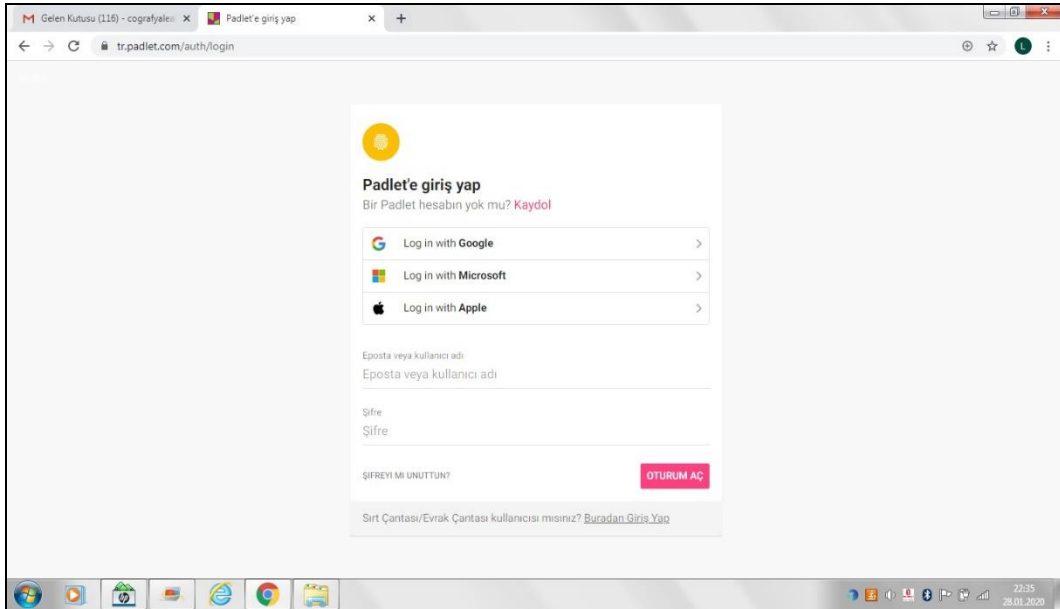 Gelen Kutusu (116) - cografyales
Padlet'e giriş yap
tr.padlet.com/auth/login
L
Padlet'e giriş yap
Bir Padlet hesabın yok mu? Kaydol
Log in with Google
Log in with Microsoft
Log in with Apple
Eposta veya kullanıcı adı
Eposta veya kullanıcı adı
Şifre
Şifre
ŞIFREYI MI UNUTTUN?
OTURUM AÇ
Sırt Çantası/Evrak Çantası kullanıcısı mısınız? Buradan Giriş Yap
22:35
28.01.2020